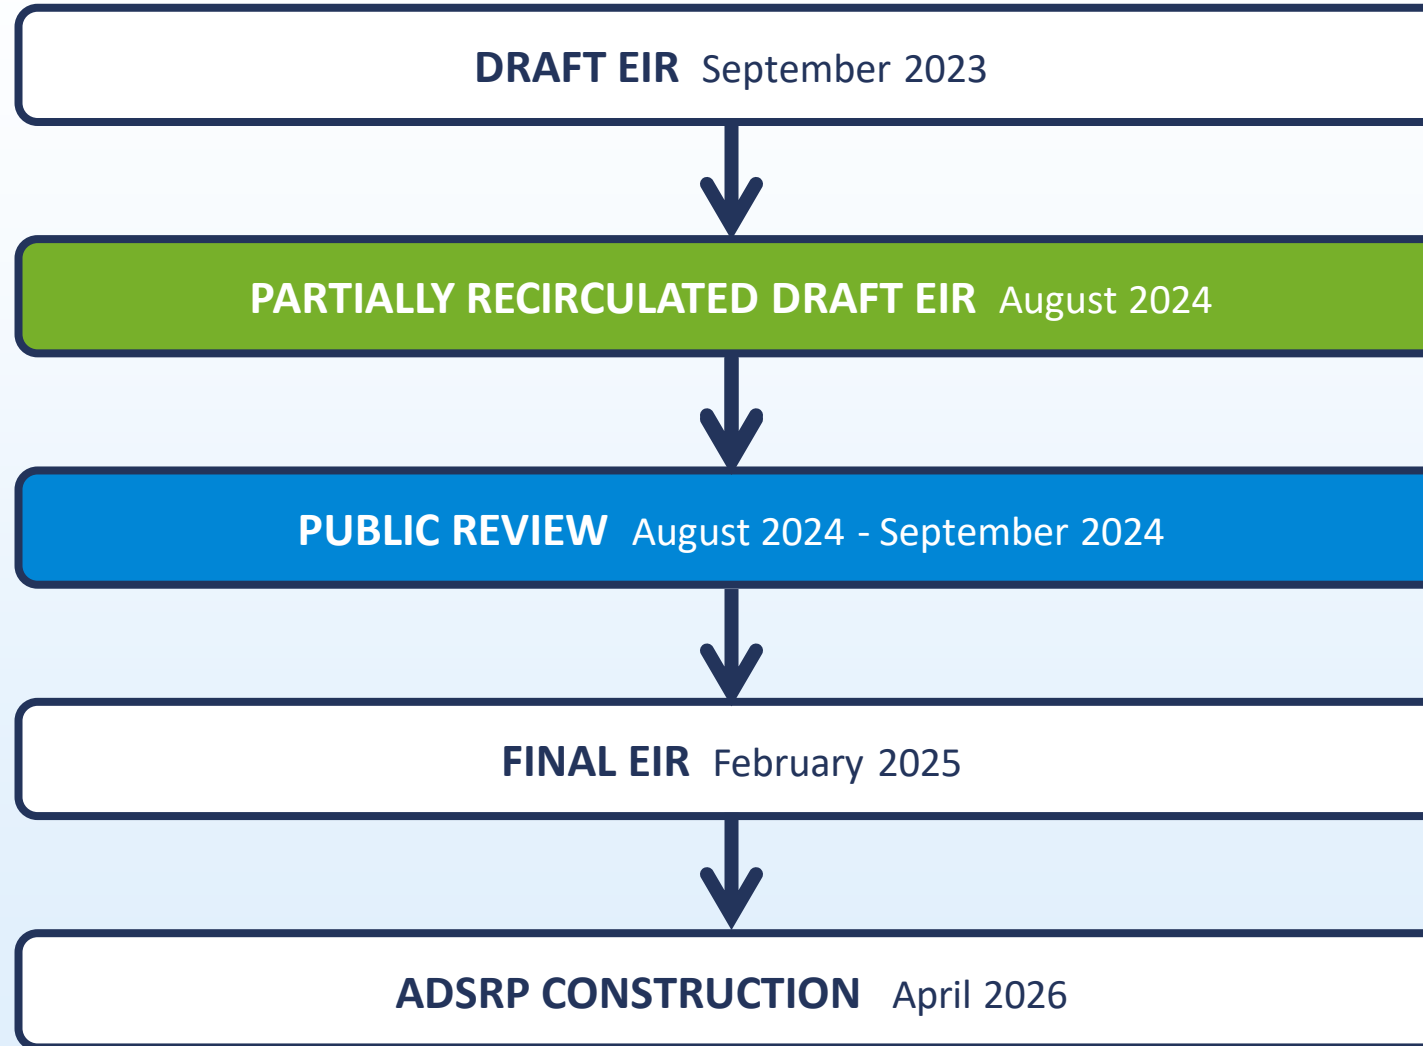 DRAFT EIR September 2023
PARTIALLY RECIRCULATED DRAFT EIR August 2024
PUBLIC REVIEW August 2024 - September 2024
FINAL EIR February 2025
ADSRP CONSTRUCTION April 2026